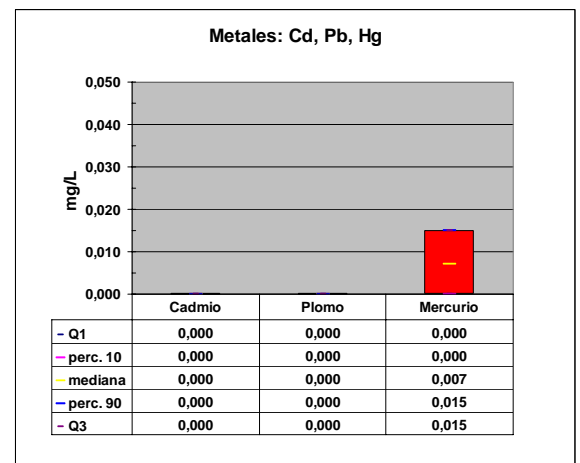 Metales: Cd, Pb, Hg
0,050
0,040
0,030
0,020
0,010
0,000
mg/L
Cadmio Plomo Mercurio
Q1 0,000 0,000 0,000
perc. 10 0,000 0,000 0,000
mediana 0,000 0,000 0,007
perc. 90 0,000 0,000 0,015
Q3 0,000 0,000 0,015